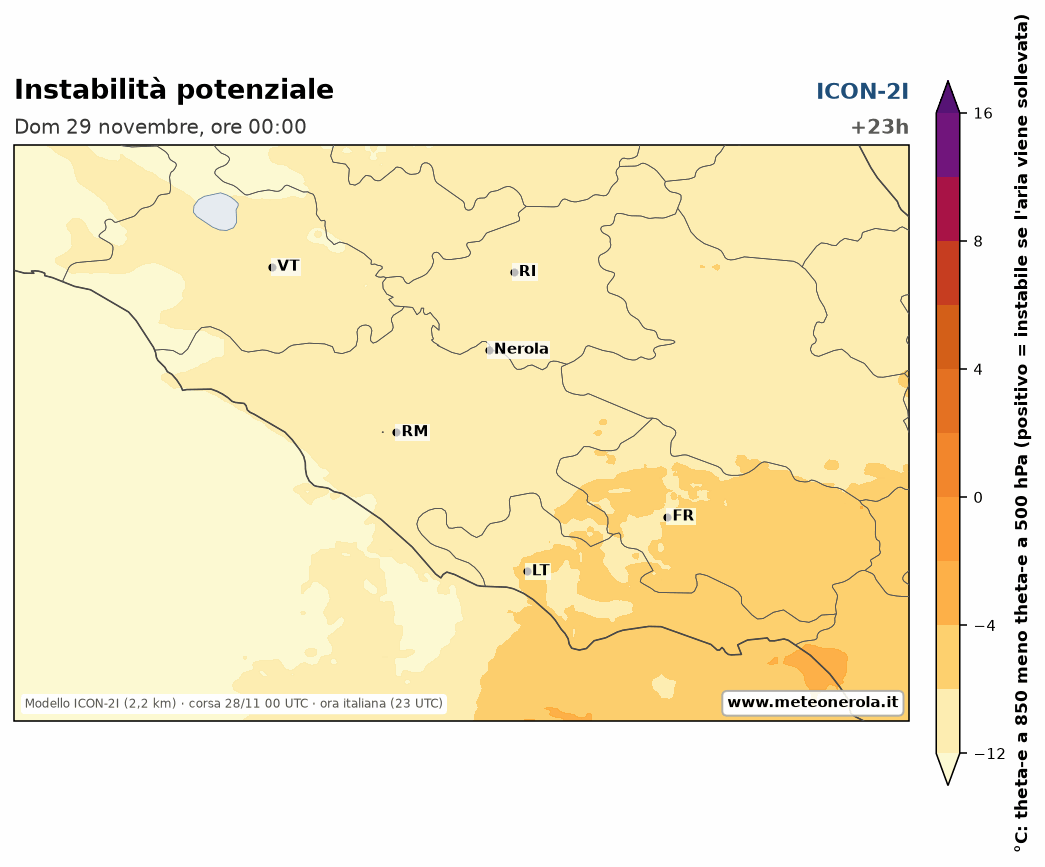 Instabilità potenziale
ICON-2I
Dom 29 novembre, ore 00:00
+23h
VT
RI
Nerola
RM
FR
LT
Modello ICON-2I (2,2 km) · corsa 28/11 00 UTC · ora italiana (23 UTC)
www.meteonerola.it
16
8
4
0
−4
−12
°C: theta-e a 850 meno theta-e a 500 hPa (positivo = instabile se l'aria viene sollevata)